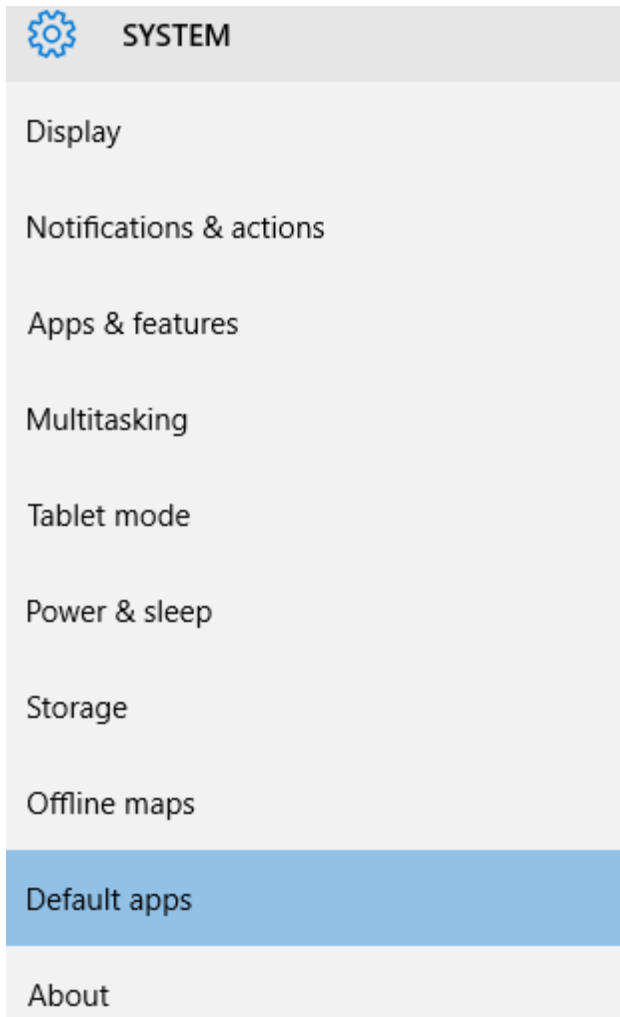 SYSTEM
Display
Notifications & actions
Apps & features
Multitasking
Tablet mode
Power & sleep
Storage
Offline maps
Default apps
About